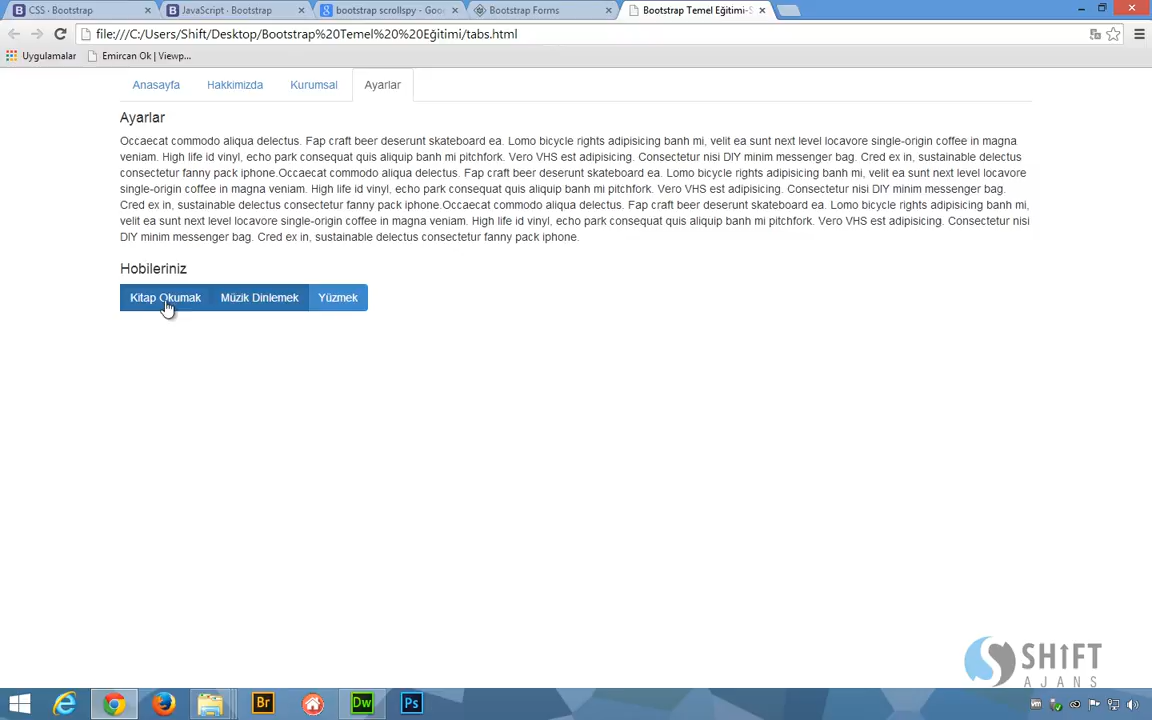 CSS · Bootstrap
JavaScript · Bootstrap
bootstrap scrollspy - Goo
Bootstrap Forms
Bootstrap Temel Eğitimi-S
file:///C:/Users/Shift/Desktop/Bootstrap%20Temel%20%20Eğitimi/tabs.html
Uygulamalar
Emircan Ok | Viewp...
Anasayfa
Hakkimizda
Kurumsal
Ayarlar
Ayarlar
Occaecat commodo aliqua delectus. Fap craft beer deserunt skateboard ea. Lomo bicycle rights adipisicing banh mi, velit ea sunt next level locavore single-origin coffee in magna
veniam. High life id vinyl, echo park consequat quis aliquip banh mi pitchfork. Vero VHS est adipisicing. Consectetur nisi DIY minim messenger bag. Cred ex in, sustainable delectus
consectetur fanny pack iphone.Occaecat commodo aliqua delectus. Fap craft beer deserunt skateboard ea. Lomo bicycle rights adipisicing banh mi, velit ea sunt next level locavore
single-origin coffee in magna veniam. High life id vinyl, echo park consequat quis aliquip banh mi pitchfork. Vero VHS est adipisicing. Consectetur nisi DIY minim messenger bag.
Cred ex in, sustainable delectus consectetur fanny pack iphone.Occaecat commodo aliqua delectus. Fap craft beer deserunt skateboard ea. Lomo bicycle rights adipisicing banh mi,
velit ea sunt next level locavore single-origin coffee in magna veniam. High life id vinyl, echo park consequat quis aliquip banh mi pitchfork. Vero VHS est adipisicing. Consectetur nisi
DIY minim messenger bag. Cred ex in, sustainable delectus consectetur fanny pack iphone.
Hobileriniz
Kitap Okumak
Müzik Dinlemek
Yüzmek
SHIFT
AJANS
Br
Dw
Ps